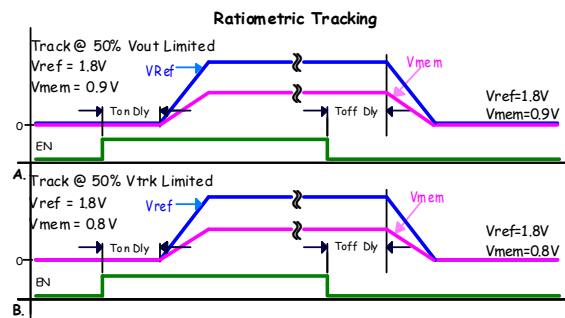 Ratiometric Tracking
Track @ 50% Vout Limited
Vref = 1.8V
Vmem = 0.9V
VRef
Vmem
Ton Dly
Toff Dly
Vref=1.8V
Vmem=0.9V
0
EN
A.
Track @ 50% Vtrk Limited
Vref = 1.8V
Vmem = 0.8V
Vref
Vmem
Ton Dly
Toff Dly
Vref=1.8V
Vmem=0.8V
0
EN
B.